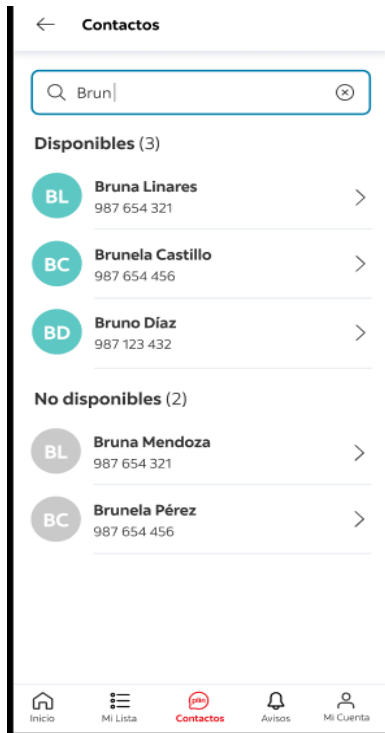 Contactos
Brun
Disponibles (3)
BL
Bruna Linares
987 654 321
BC
Brunela Castillo
987 654 456
BD
Bruno Díaz
987 123 432
No disponibles (2)
BL
Bruna Mendoza
987 654 321
BC
Brunela Pérez
987 654 456
plin
Inicio
Mi Lista
Contactos
Avisos
Mi Cuenta